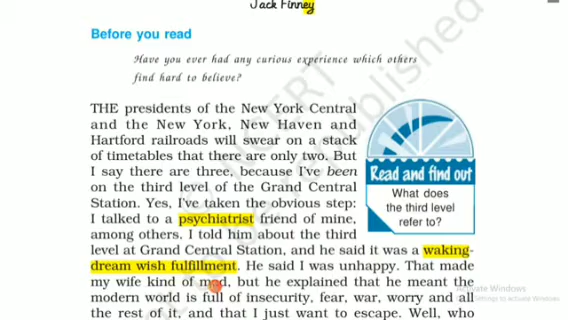 Jack Finney
Before you read
Have you ever had any curious experience which others
find hard to believe?
THE presidents of the New York Central
and the New York, New Haven and
Hartford railroads will swear on a stack
of timetables that there are only two. But
I say there are three, because I've been
on the third level of the Grand Central
Station. Yes, I've taken the obvious step:
I talked to a psychiatrist friend of mine,
among others. I told him about the third
level at Grand Central Station, and he said it was a waking-
dream wish fulfillment. He said I was unhappy. That made
my wife kind of mad, but he explained that he meant the
modern world is full of insecurity, fear, war, worry and all
the rest of it, and that I just want to escape. Well, who
Read and find out
What does
the third level
refer to?
Activate Windows
Go to Settings to activate Windows.
NCERT
republished